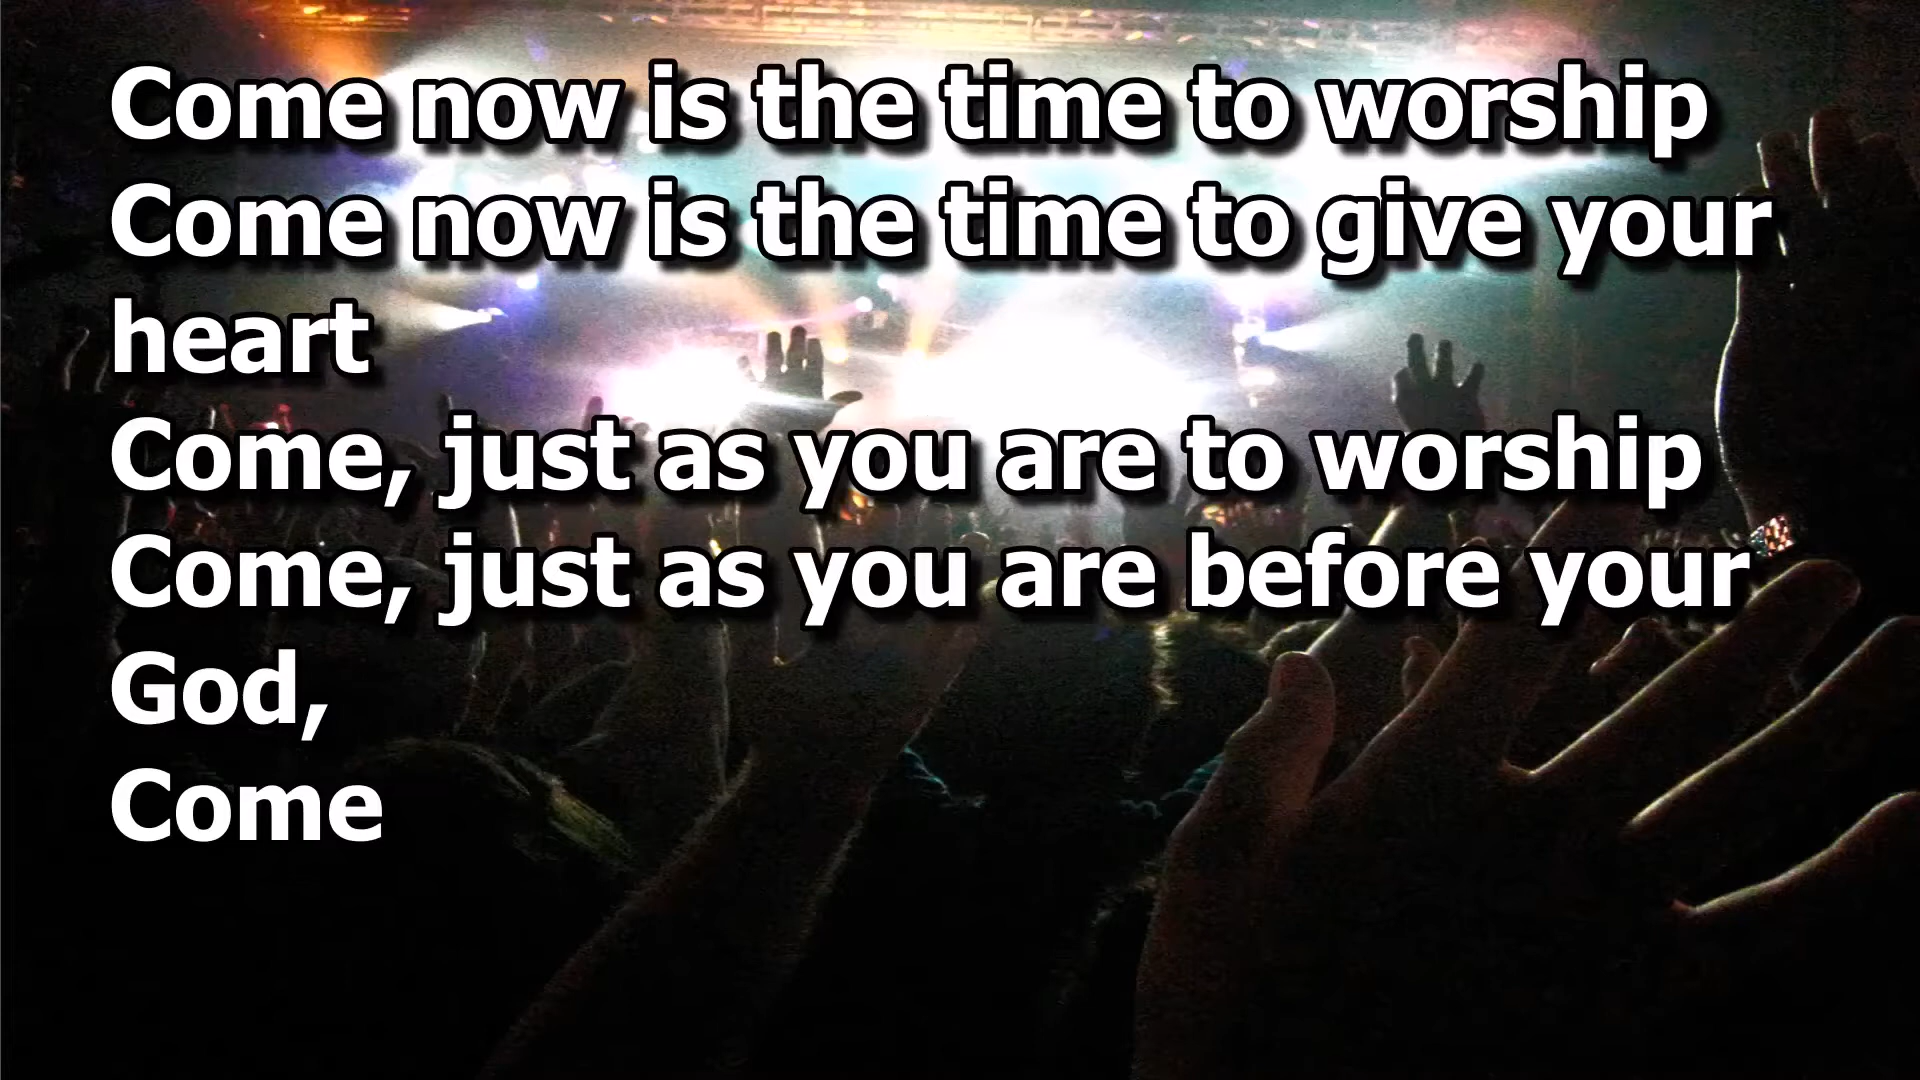 Come now is the time to worship
Come now is the time to give your
heart
Come, just as you are to worship
Come, just as you are before your
God,
Come